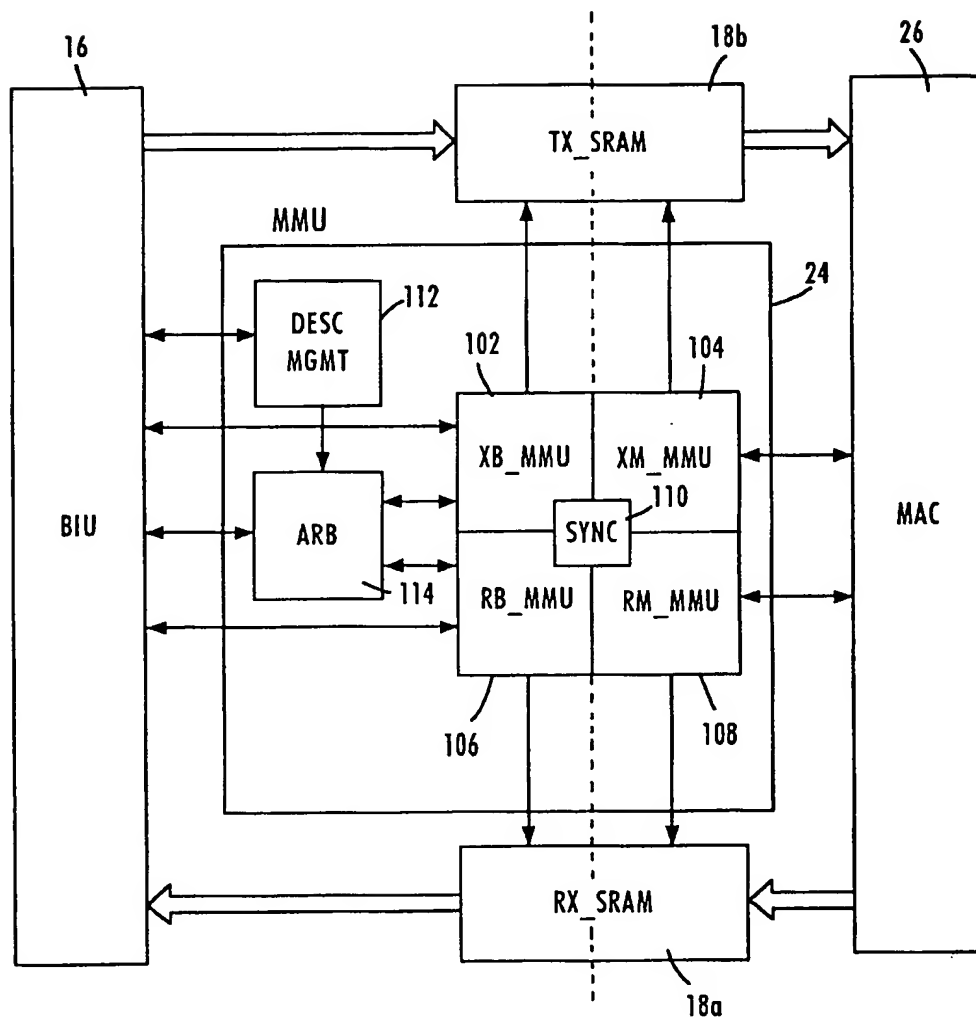 16
18b
26
TX_SRAM
MMU
24
DESC
MGMT
112
102
104
XB_MMU
XM_MMU
110
SYNC
BIU
ARB
114
MAC
RB_MMU
RM_MMU
106
108
RX_SRAM
18a